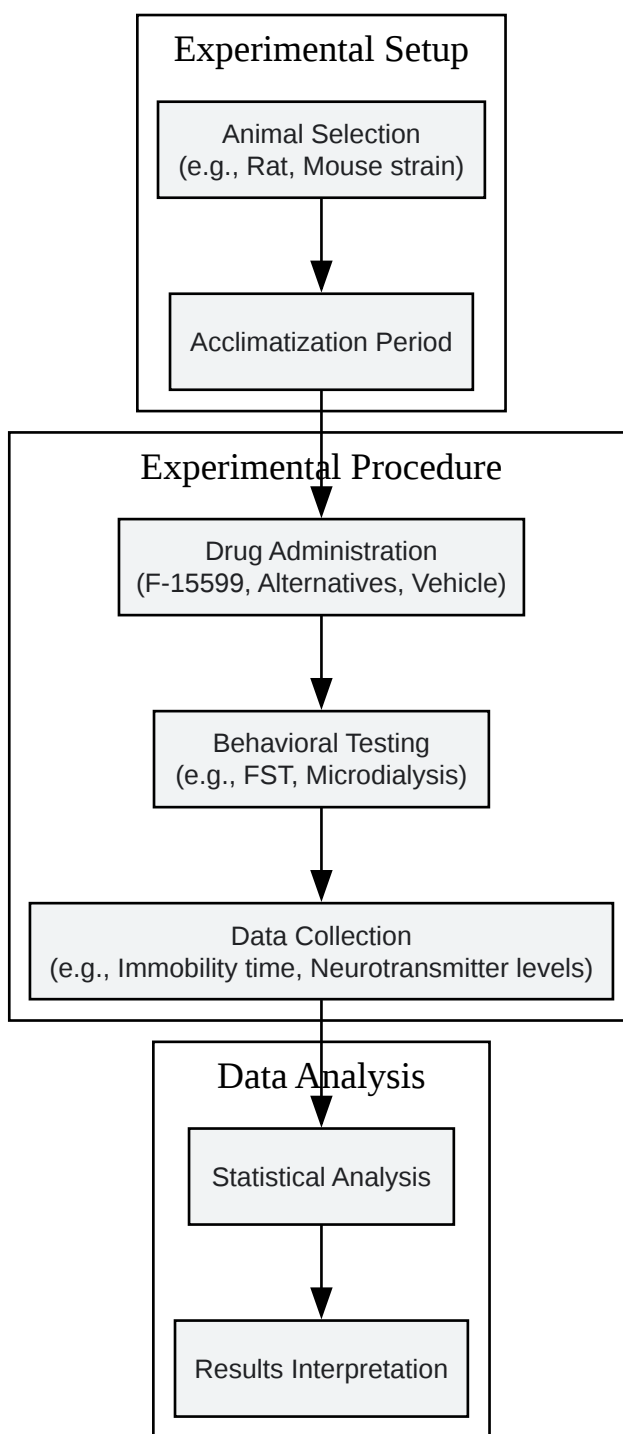 Experimental Setup
Animal Selection
(e.g., Rat, Mouse strain)
Acclimatization Period
Experimental Procedure
Drug Administration
(F-15599, Alternatives, Vehicle)
Behavioral Testing
(e.g., FST, Microdialysis)
Data Collection
(e.g., Immobility time, Neurotransmitter levels)
Data Analysis
Statistical Analysis
Results Interpretation